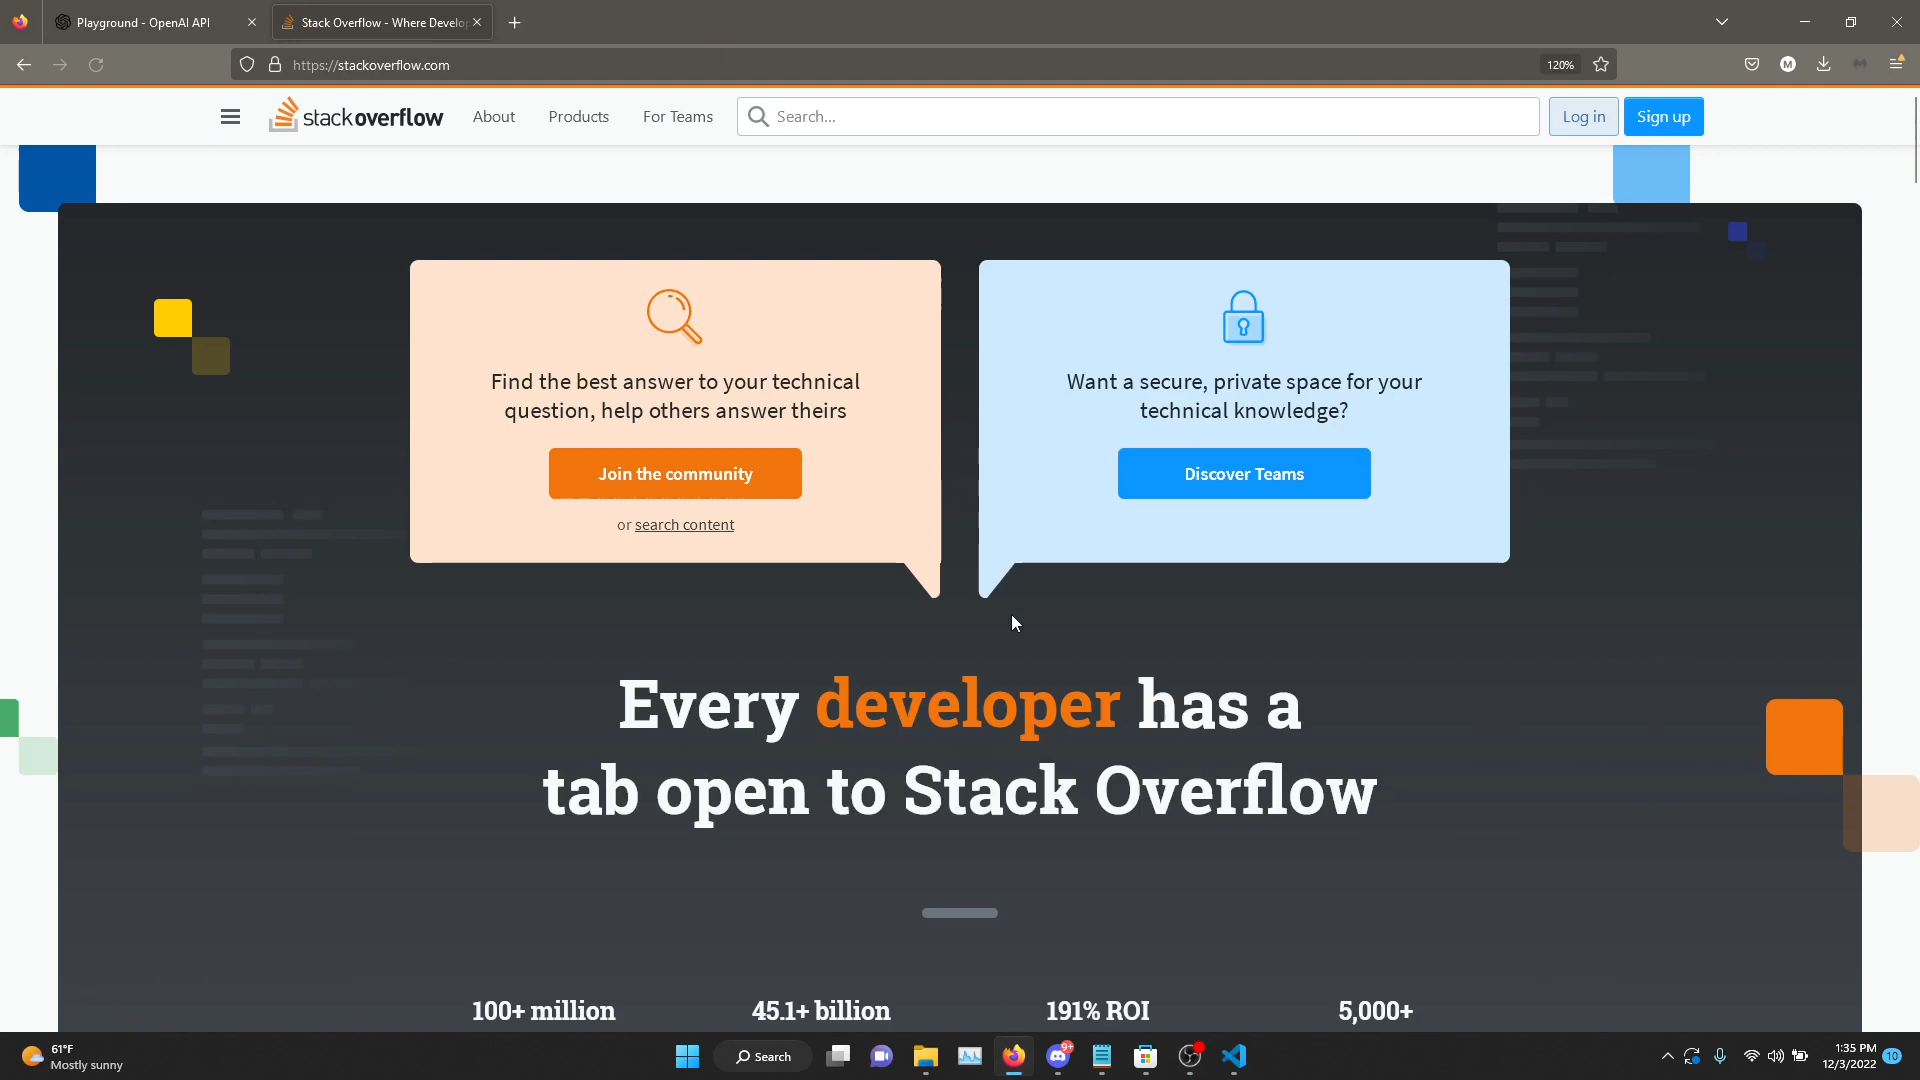 Playground - OpenAI API
Stack Overflow - Where Develo
https://stackoverflow.com
120%
M
stackoverflow
About
Products
For Teams
Search...
Log in
Sign up
Find the best answer to your technical
question, help others answer theirs
Join the community
or search content
Want a secure, private space for your
technical knowledge?
Discover Teams
Every developer has a
tab open to Stack Overflow
100+ million
45.1+ billion
191% ROI
5,000+
61°F
Mostly sunny
Search
9+
1:35 PM
12/3/2022
10